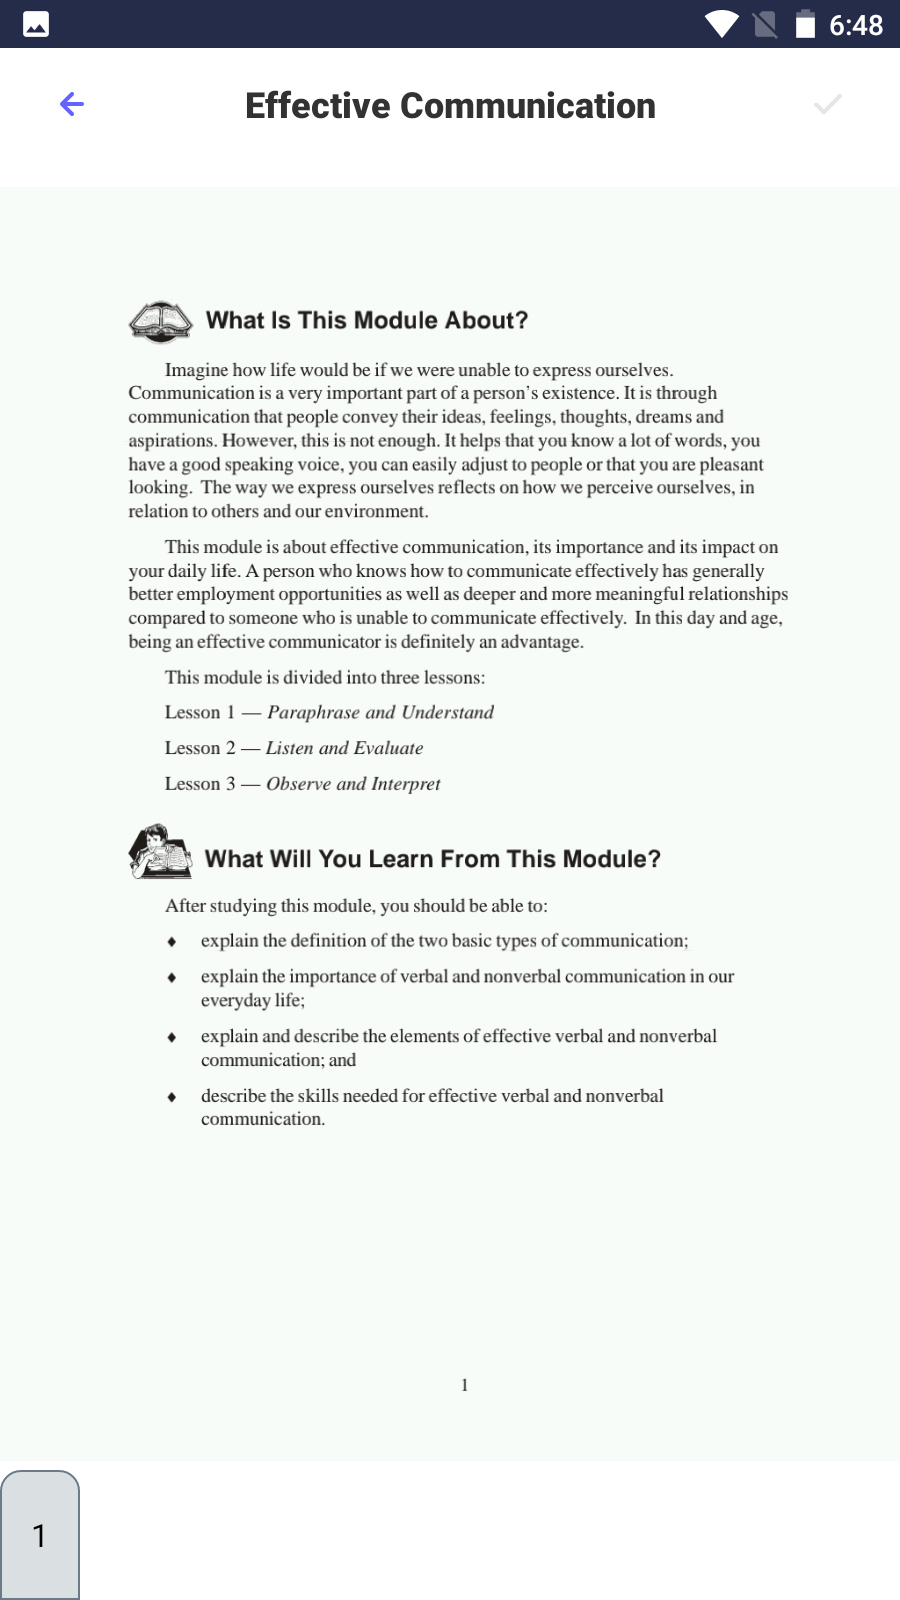 6:48
Effective Communication
What Is This Module About?
Imagine how life would be if we were unable to express ourselves.
Communication is a very important part of a person's existence. It is through
communication that people convey their ideas, feelings, thoughts, dreams and
aspirations. However, this is not enough. It helps that you know a lot of words, you
have a good speaking voice, you can easily adjust to people or that you are pleasant
looking.  The way we express ourselves reflects on how we perceive ourselves, in
relation to others and our environment.
This module is about effective communication, its importance and its impact on
your daily life. A person who knows how to communicate effectively has generally
better employment opportunities as well as deeper and more meaningful relationships
compared to someone who is unable to communicate effectively.  In this day and age,
being an effective communicator is definitely an advantage.
This module is divided into three lessons:
Lesson 1 — Paraphrase and Understand
Lesson 2 — Listen and Evaluate
Lesson 3 — Observe and Interpret
What Will You Learn From This Module?
After studying this module, you should be able to:
♦ explain the definition of the two basic types of communication;
♦ explain the importance of verbal and nonverbal communication in our
everyday life;
♦ explain and describe the elements of effective verbal and nonverbal
communication; and
♦ describe the skills needed for effective verbal and nonverbal
communication.
1
1